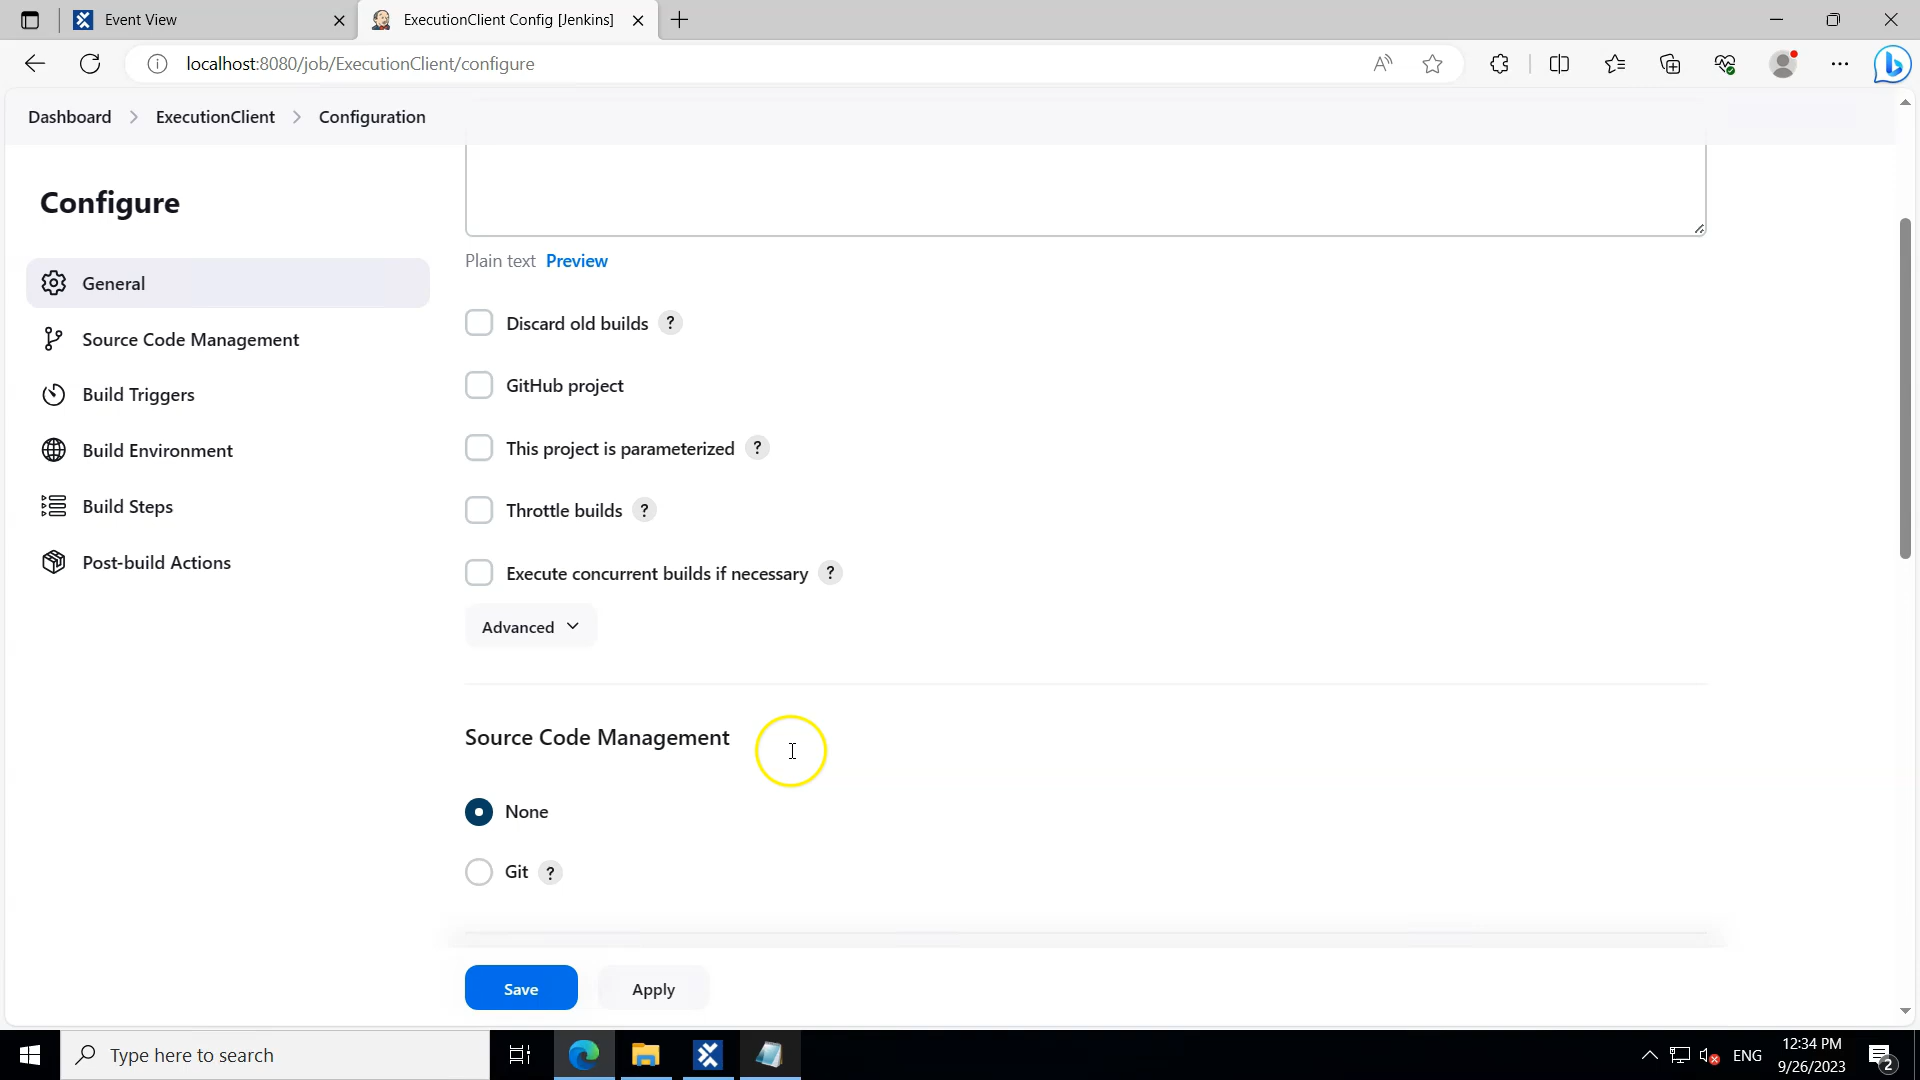 Event View
ExecutionClient Config [Jenkins]
localhost:8080/job/ExecutionClient/configure
Dashboard
ExecutionClient
Configuration
Configure
General
Source Code Management
Build Triggers
Build Environment
Build Steps
Post-build Actions
Plain text Preview
Discard old builds ?
GitHub project
This project is parameterized ?
Throttle builds ?
Execute concurrent builds if necessary ?
Advanced
Source Code Management
None
Git ?
Save
Apply
Type here to search
ENG
12:34 PM
9/26/2023
2